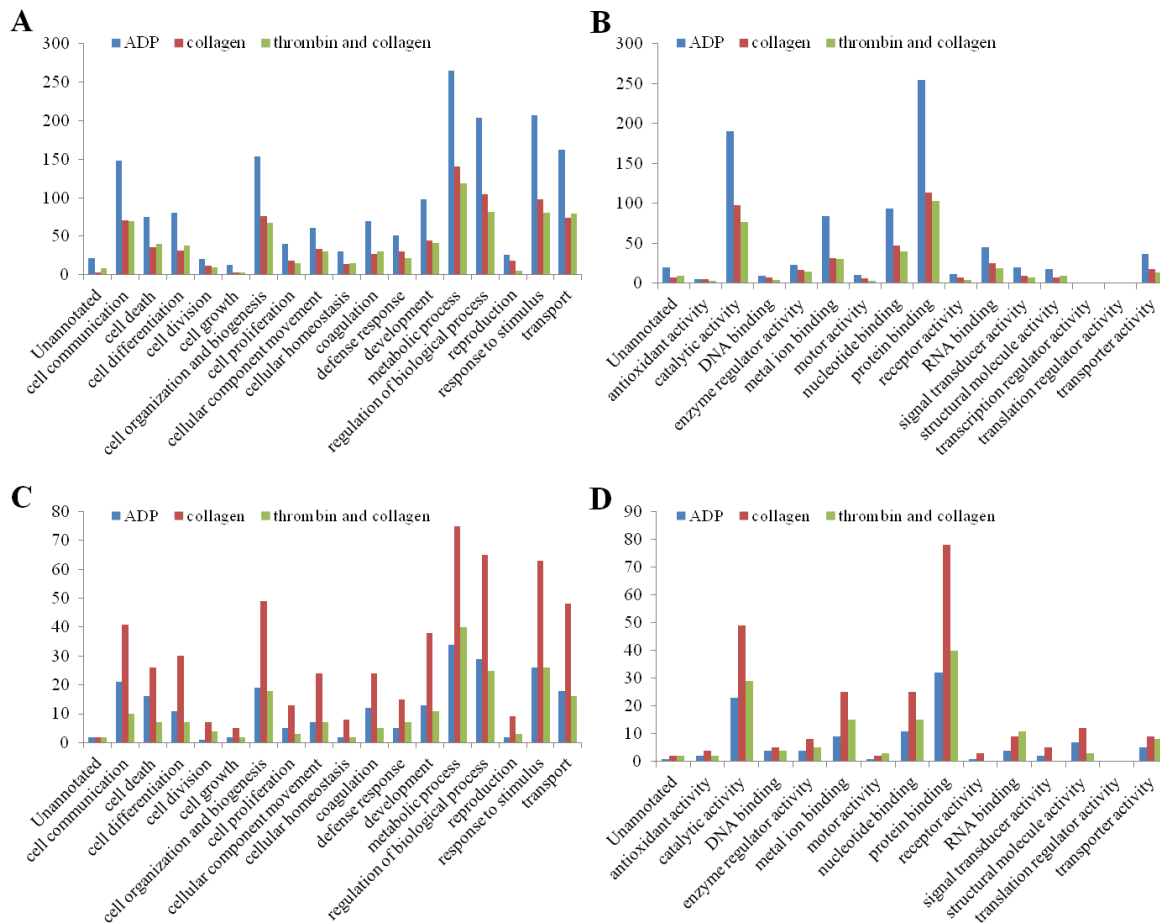 A
ADP collagen thrombin and collagen
300
250
200
150
100
50
0
Unannotated
cell communication
cell death
cell differentiation
cell division
cell growth
cell organization and biogenesis
cell proliferation
cellular component movement
cellular homeostasis
coagulation
defense response
development
metabolic process
regulation of biological process
reproduction
response to stimulus
transport
B
ADP collagen thrombin and collagen
300
250
200
150
100
50
0
Unannotated
antioxidant activity
catalytic activity
DNA binding
enzyme regulator activity
metal ion binding
motor activity
nucleotide binding
protein binding
receptor activity
RNA binding
signal transducer activity
structural molecule activity
transcription regulator activity
translation regulator activity
transporter activity
C
ADP collagen thrombin and collagen
80
70
60
50
40
30
20
10
0
Unannotated
cell communication
cell death
cell differentiation
cell division
cell growth
cell organization and biogenesis
cell proliferation
cellular component movement
cellular homeostasis
coagulation
defense response
development
metabolic process
regulation of biological process
reproduction
response to stimulus
transport
D
ADP collagen thrombin and collagen
90
80
70
60
50
40
30
20
10
0
Unannotated
antioxidant activity
catalytic activity
DNA binding
enzyme regulator activity
metal ion binding
motor activity
nucleotide binding
protein binding
receptor activity
RNA binding
signal transducer activity
structural molecule activity
translation regulator activity
transporter activity